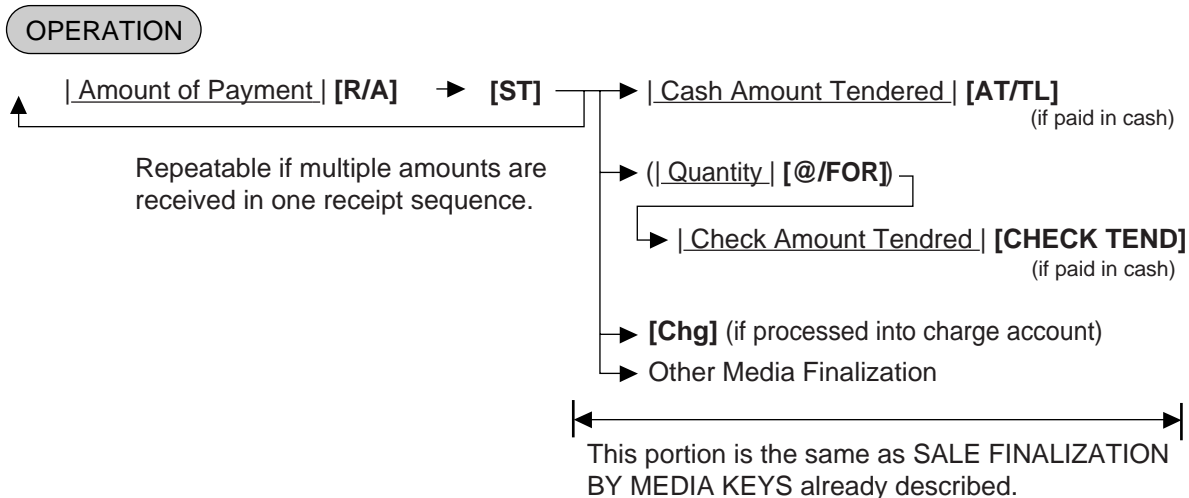 OPERATION
| Amount of Payment | [R/A] [ST] | Cash Amount Tendered | [AT/TL]
(if paid in cash)
Repeatable if multiple amounts are
received in one receipt sequence.
(| Quantity | [@/FOR])
| Check Amount Tendred | [CHECK TEND]
(if paid in cash)
[Chg] (if processed into charge account)
Other Media Finalization
This portion is the same as SALE FINALIZATION
BY MEDIA KEYS already described.